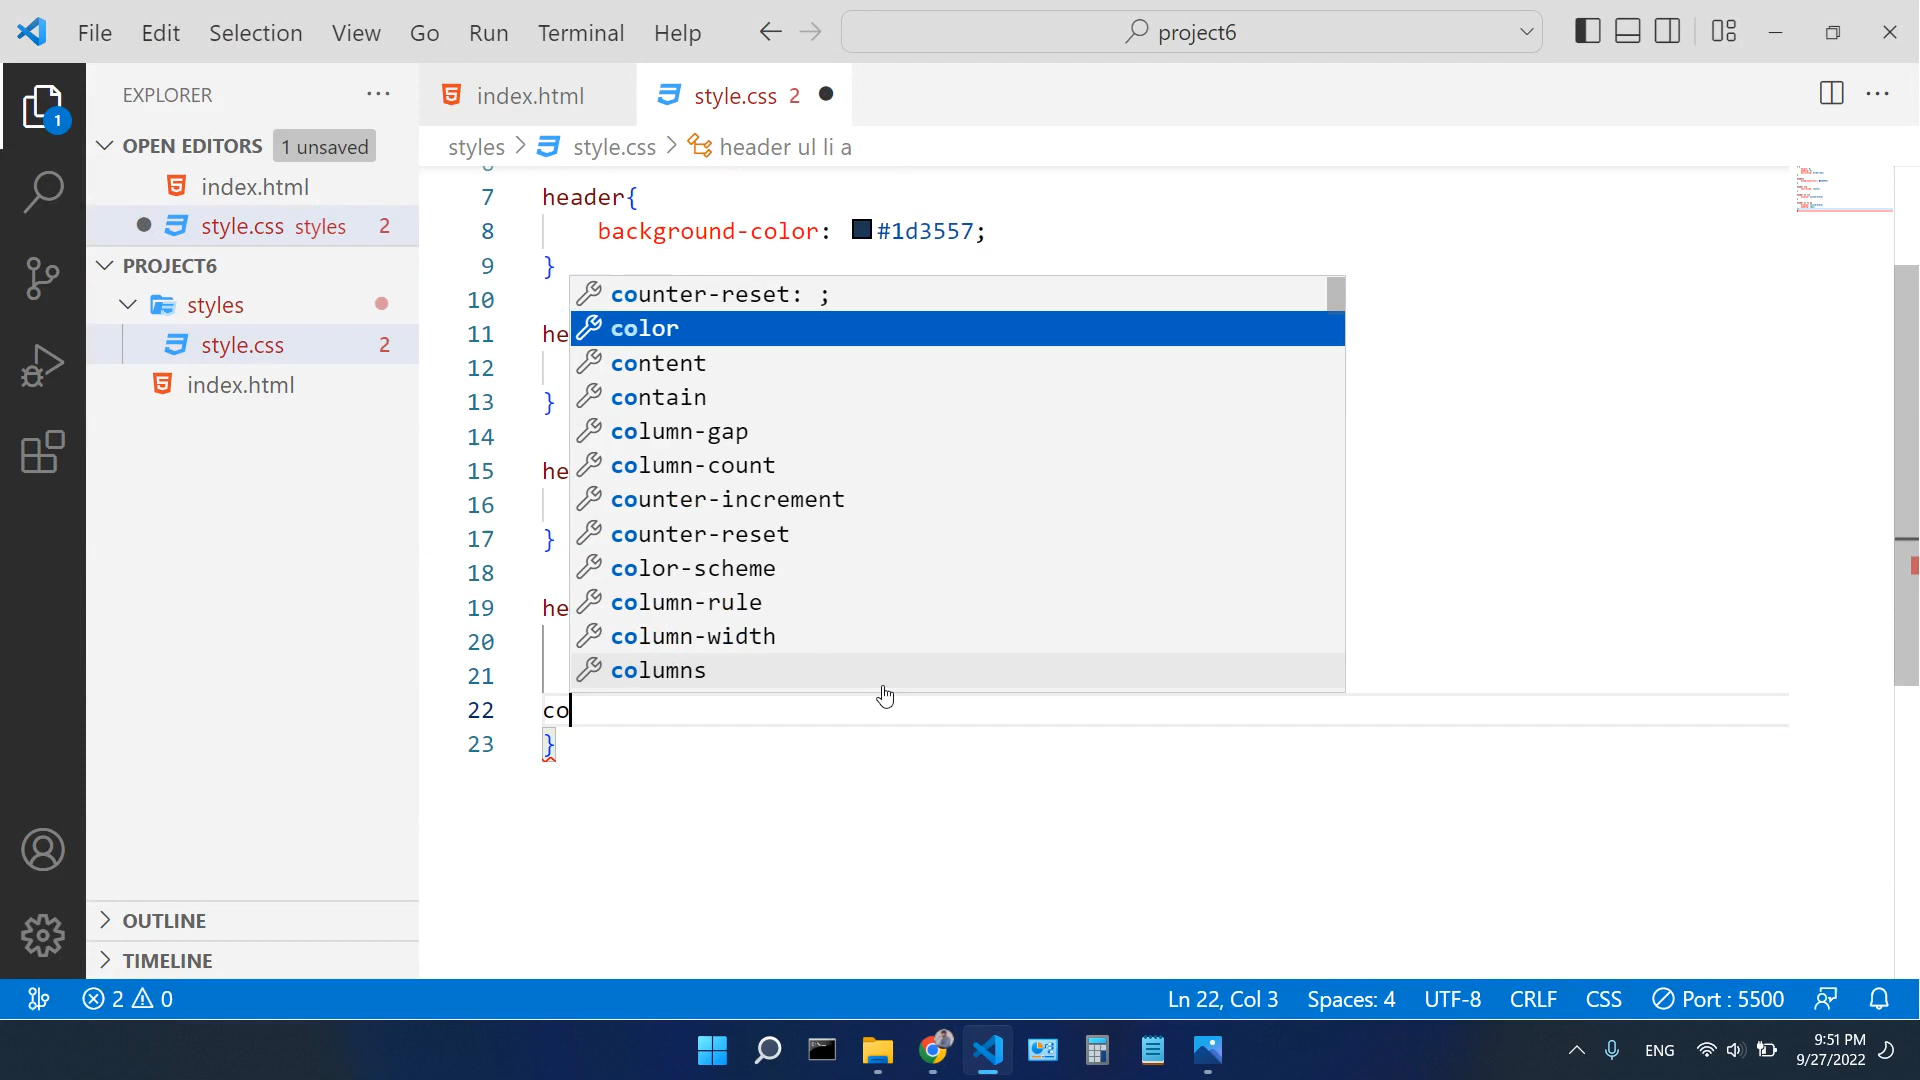 File Edit Selection View Go Run Terminal Help
project6
EXPLORER
OPEN EDITORS 1 unsaved
index.html
style.css styles 2
PROJECT6
styles
style.css 2
index.html
OUTLINE
TIMELINE
index.html
style.css 2
styles > style.css > header ul li a
7 header{
8 background-color: #1d3557;
9 }
10
11 he
12
13 }
14
15 he
16
17 }
18
19 he
20
21
22 co
23 }
counter-reset: ;
color
content
contain
column-gap
column-count
counter-increment
counter-reset
color-scheme
column-rule
column-width
columns
1
2 0
Ln 22, Col 3 Spaces: 4 UTF-8 CRLF CSS Port : 5500
ENG
9:51 PM
9/27/2022